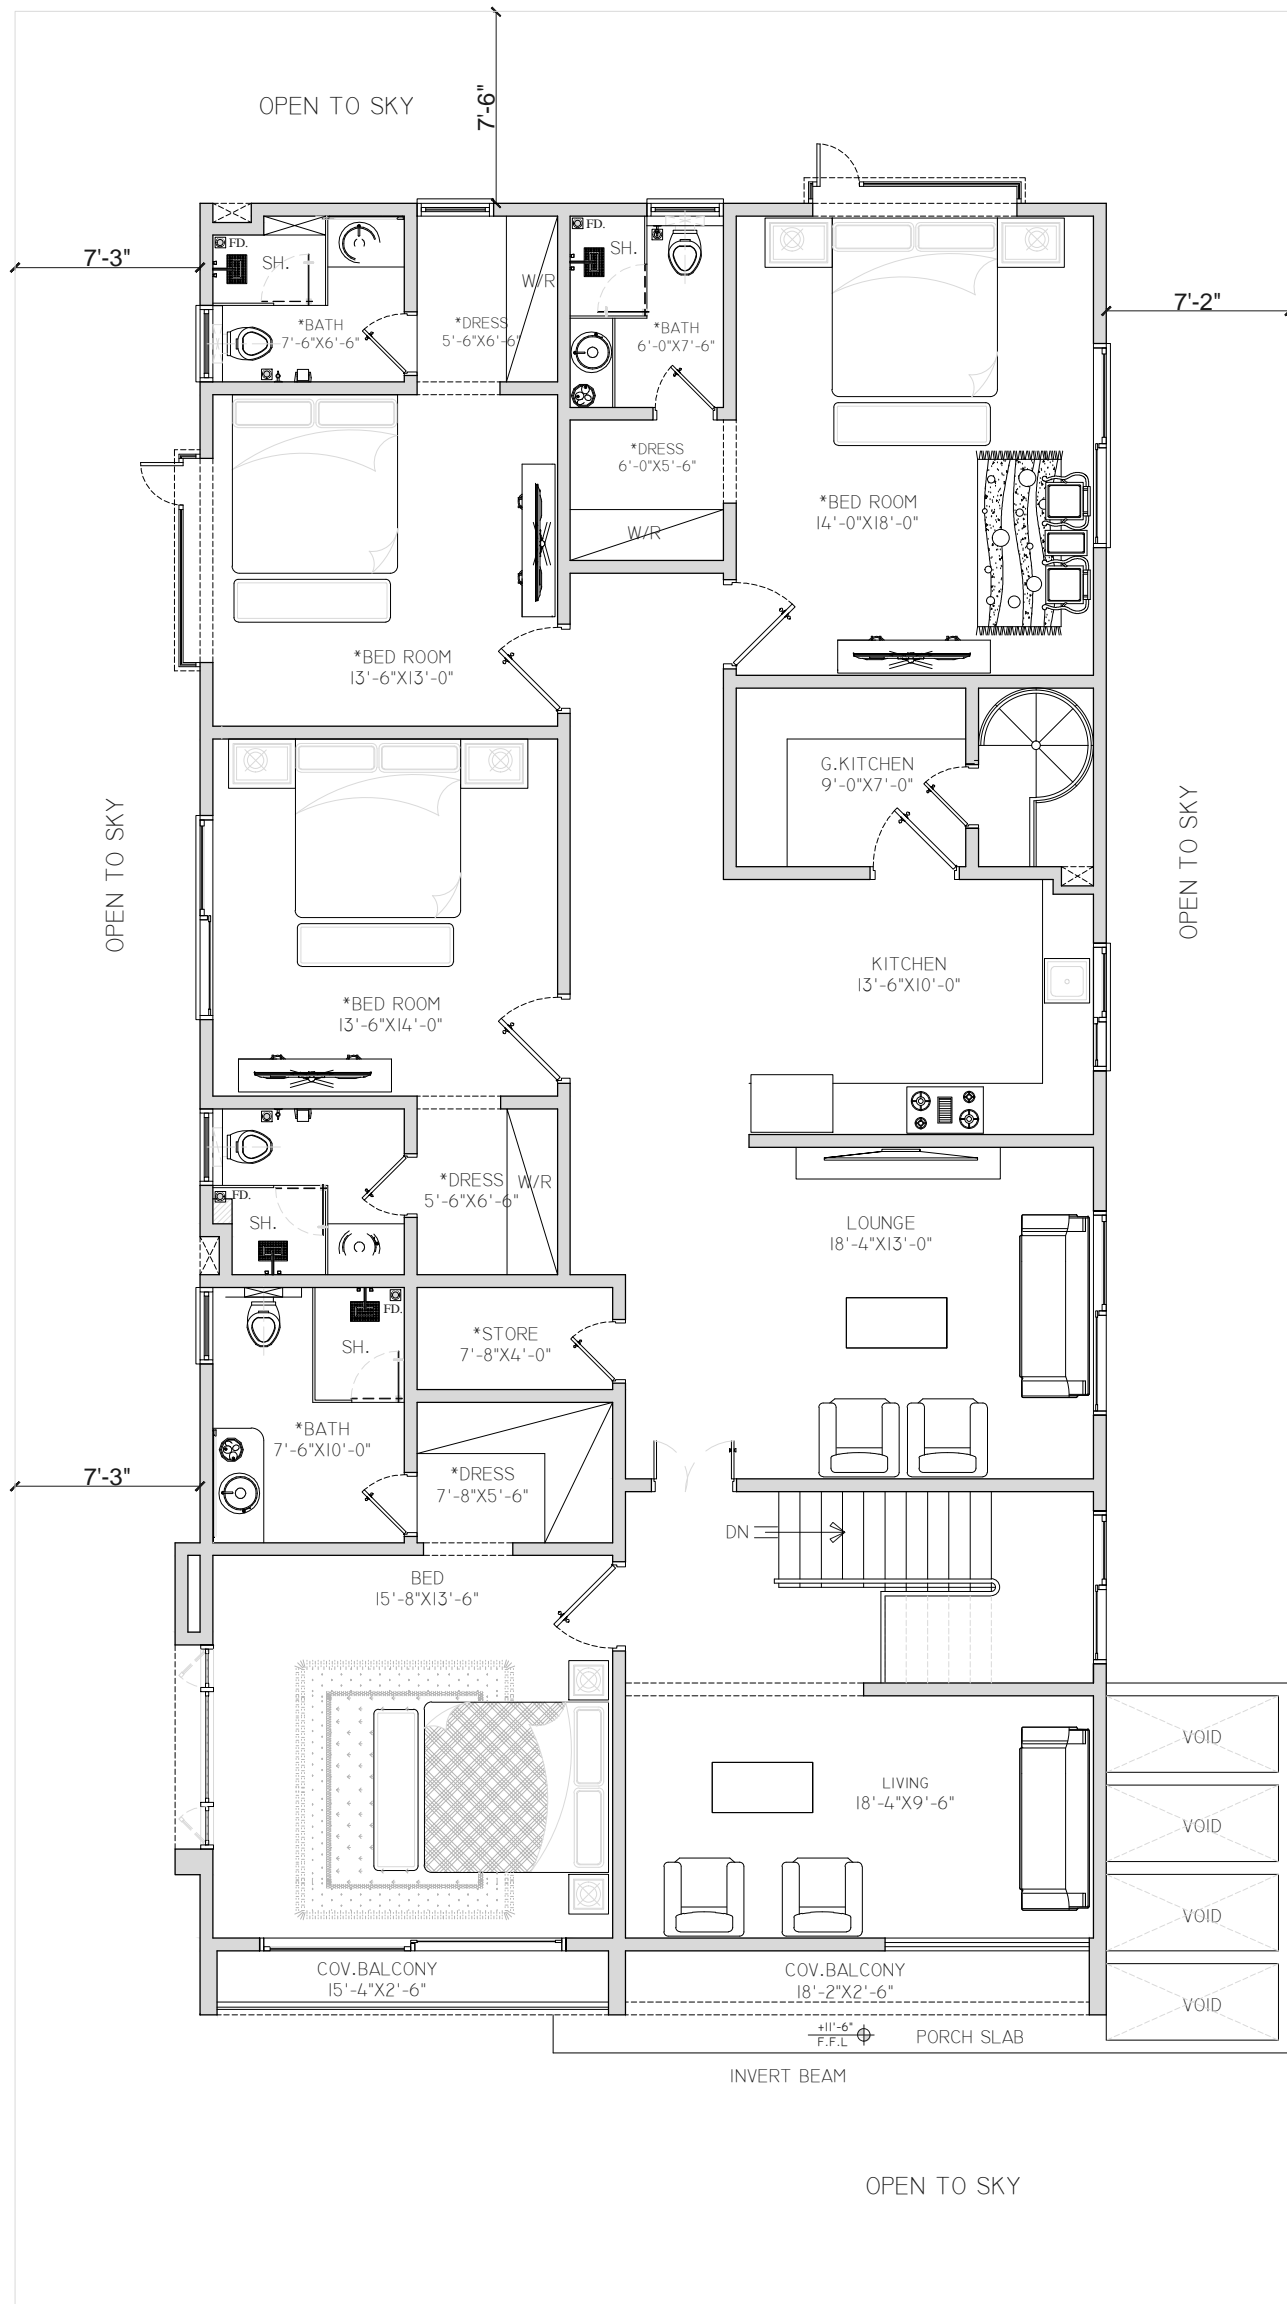 OPEN TO SKY
7'-6"
7'-3"
7'-2"
FD.
SH.
*BATH
7'-6"X6'-6"
*DRESS
5'-6"X6'-6"
W/R
FD.
SH.
*BATH
6'-0"X7'-6"
*DRESS
6'-0"X5'-6"
W/R
*BED ROOM
14'-0"X18'-0"
*BED ROOM
13'-6"X13'-0"
G.KITCHEN
9'-0"X7'-0"
OPEN TO SKY
OPEN TO SKY
KITCHEN
13'-6"X10'-0"
*BED ROOM
13'-6"X14'-0"
*DRESS
5'-6"X6'-6"
W/R
FD.
SH.
LOUNGE
18'-4"X13'-0"
FD.
SH.
*STORE
7'-8"X4'-0"
*BATH
7'-6"X10'-0"
*DRESS
7'-8"X5'-6"
7'-3"
DN
BED
15'-8"X13'-6"
VOID
LIVING
18'-4"X9'-6"
VOID
VOID
COV.BALCONY
15'-4"X2'-6"
COV.BALCONY
18'-2"X2'-6"
VOID
+11'-6"
F.F.L
PORCH SLAB
INVERT BEAM
OPEN TO SKY